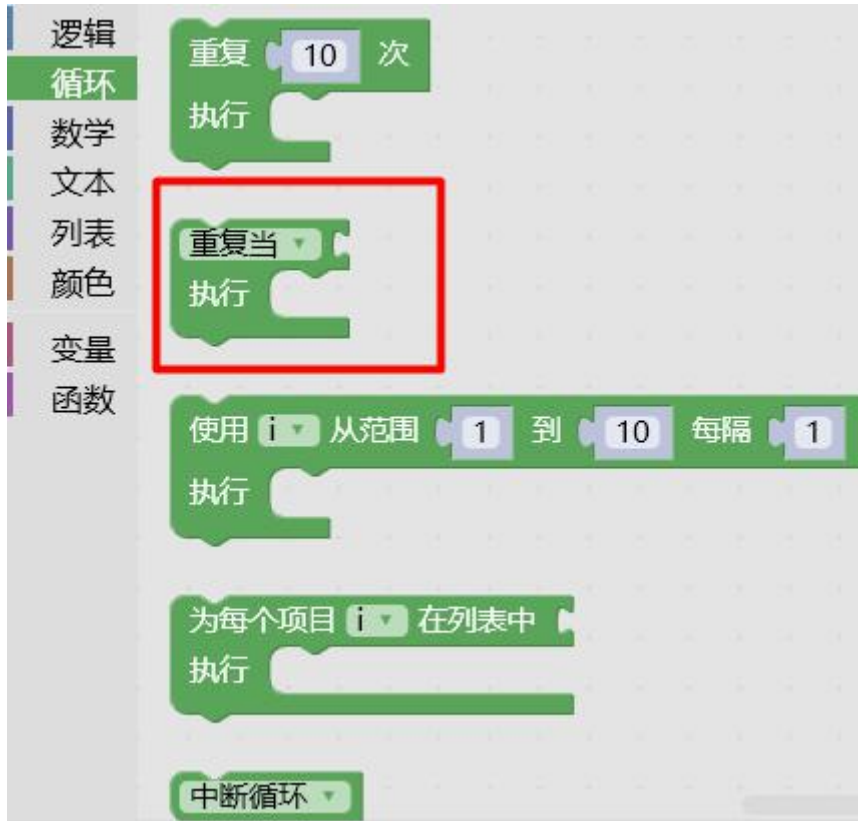 逻辑
循环
数学
文本
列表
颜色
变量
函数
重复 10 次
执行
重复当
执行
使用 i 从范围 1 到 10 每隔 1
执行
为每个项目 i 在列表中
执行
中断循环